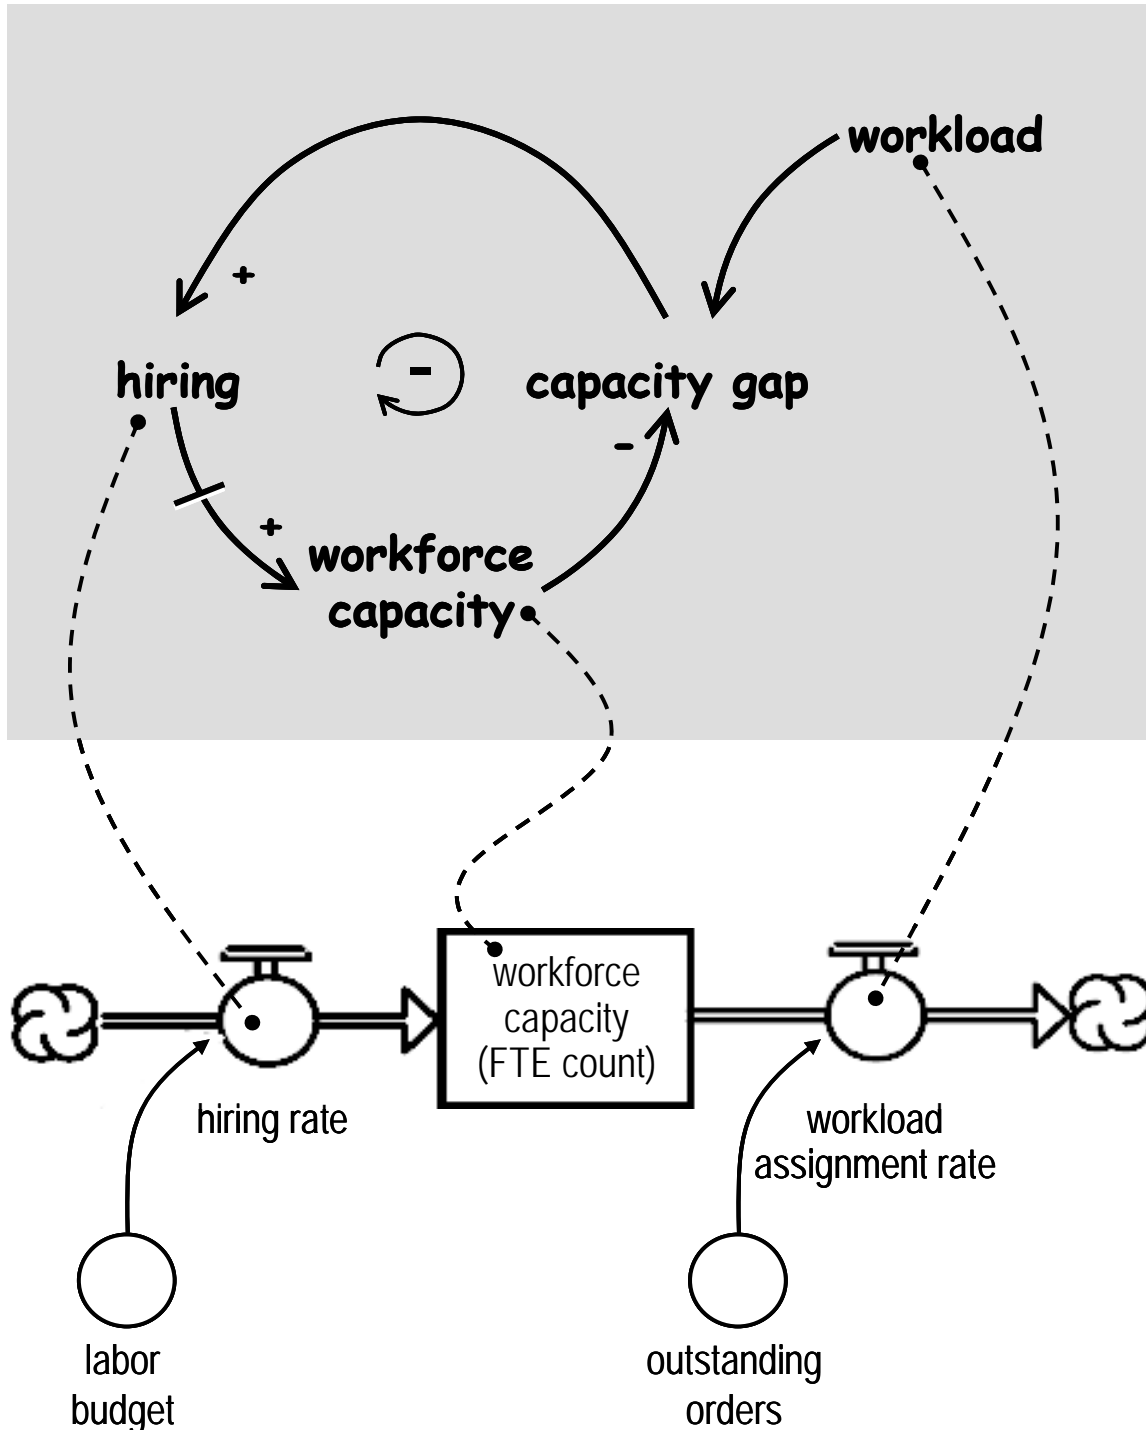 workload
+
hiring
-
capacity gap
-
+
workforce
capacity
workforce
capacity
(FTE count)
hiring rate
workload
assignment rate
labor
budget
outstanding
orders